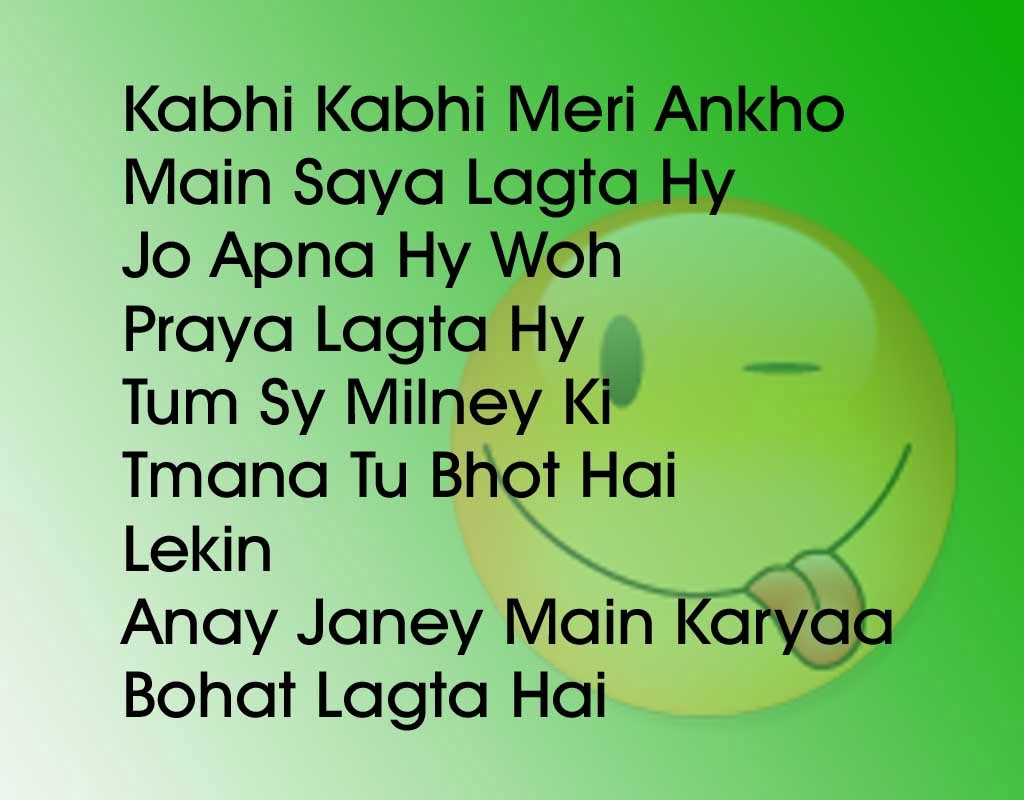 Kabhi Kabhi Meri Ankho
Main Saya Lagta Hy
Jo Apna Hy Woh
Praya Lagta Hy
Tum Sy Milney Ki
Tmana Tu Bhot Hai
Lekin
Anay Janey Main Karyaa
Bohat Lagta Hai